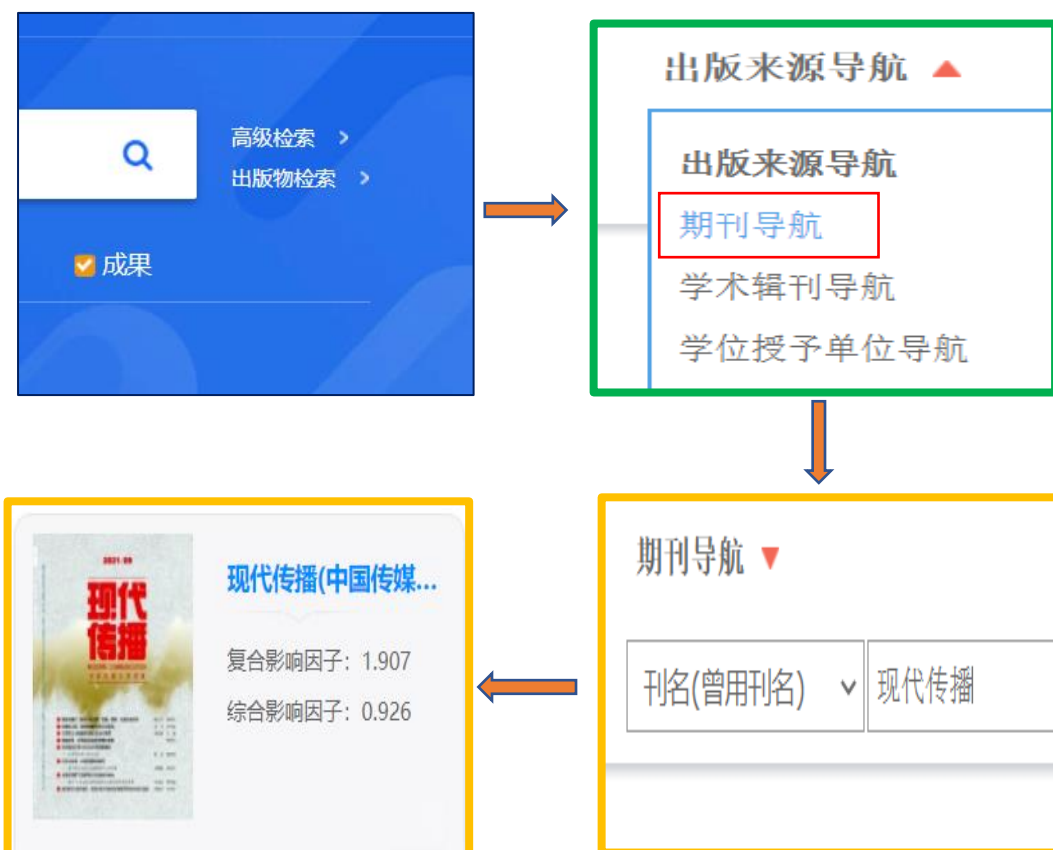 高级检索 >
出版物检索 >
成果
出版来源导航
出版来源导航
期刊导航
学术辑刊导航
学位授予单位导航
期刊导航
刊名(曾用刊名)
现代传播
现代传播(中国传媒...
复合影响因子：1.907
综合影响因子：0.926
2021.09
现代
传播